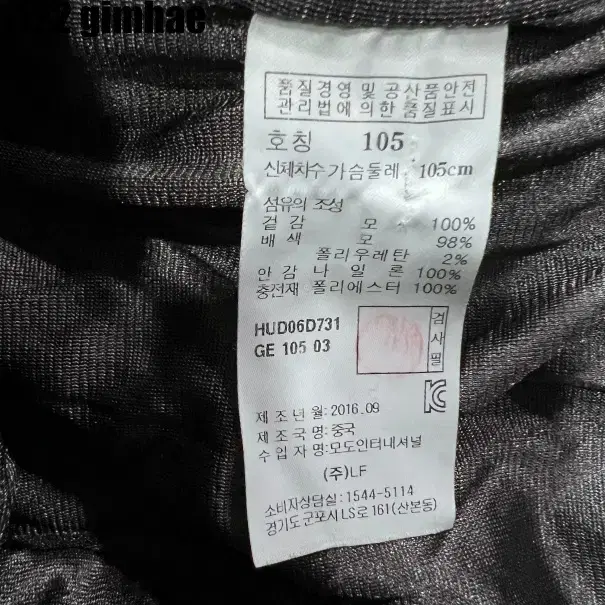 gimhae
품질경영 및 공산품안전
관리법에 의한 품질표시
호칭 105
신체치수 가슴둘레 105cm
섬유의 조성
겉감 모 100%
배색 모 98%
폴리우레탄 2%
안감 나일론 100%
충전재 폴리에스터 100%
HUD06D731
GE 105 03
검사필
제조년월: 2016.09
제조국명: 중국
수입자명: 모도인터내셔널
(주)LF
소비자상담실: 1544-5114
경기도 군포시 LS로 161 (산본동)